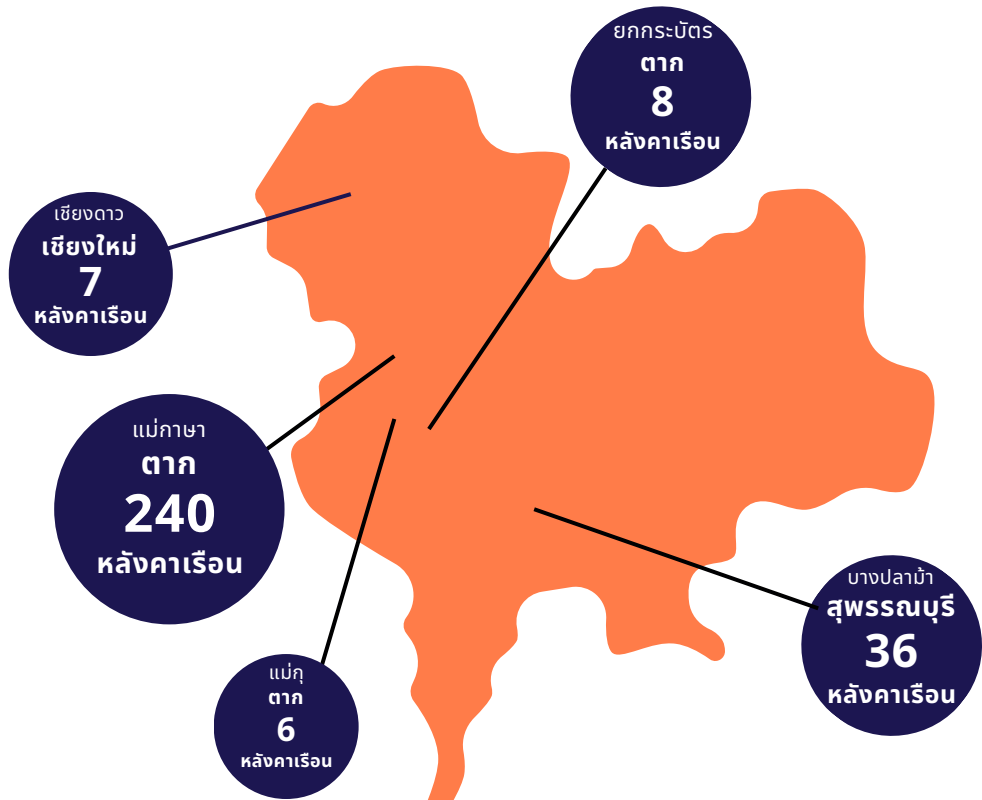 ยกกระบัตร
ตาก
8
หลังคาเรือน
เชียงดาว
เชียงใหม่
7
หลังคาเรือน
แม่กาษา
ตาก
240
หลังคาเรือน
บางปลาม้า
สุพรรณบุรี
36
หลังคาเรือน
แม่กุ
ตาก
6
หลังคาเรือน